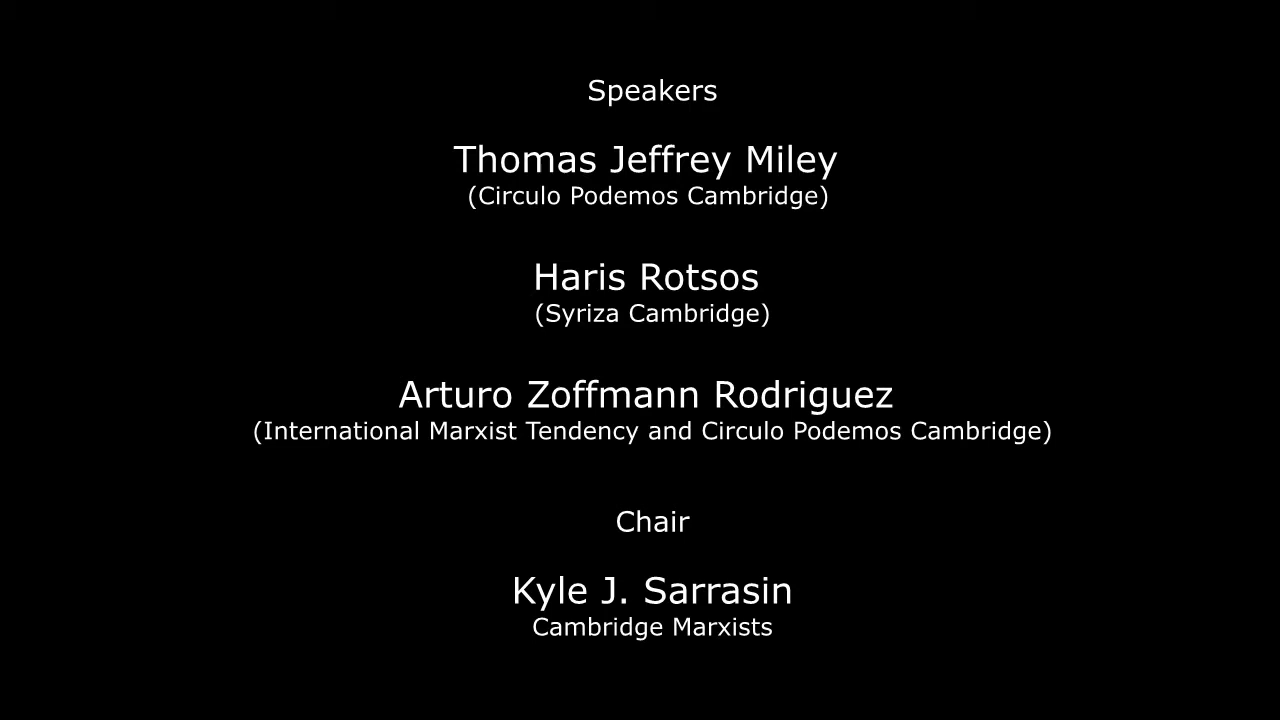 Speakers
Thomas Jeffrey Miley
(Circulo Podemos Cambridge)
Haris Rotsos
(Syriza Cambridge)
Arturo Zoffmann Rodriguez
(International Marxist Tendency and Circulo Podemos Cambridge)
Chair
Kyle J. Sarrasin
Cambridge Marxists